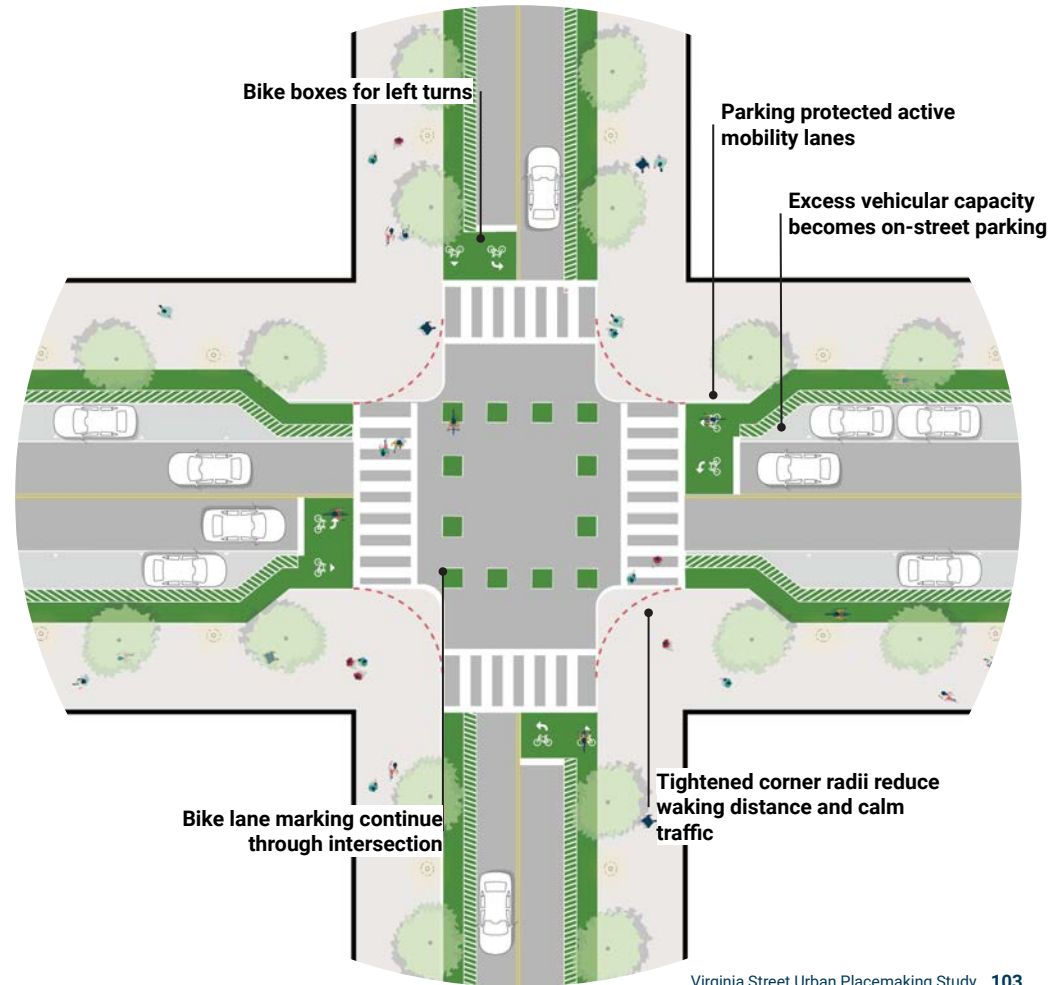 Bike boxes for left turns
Parking protected active
mobility lanes
Excess vehicular capacity
becomes on-street parking
Bike lane marking continue
through intersection
Tightened corner radii reduce
waking distance and calm
traffic
Virginia Street Urban Placemaking Study 103